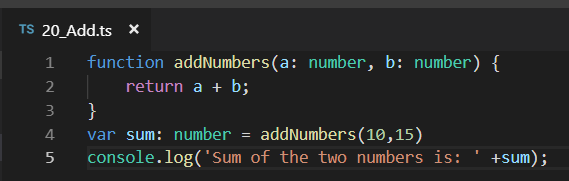 TS 20_Add.ts ×
1 function addNumbers(a: number, b: number) {
2 return a + b;
3 }
4 var sum: number = addNumbers(10,15)
5 console.log('Sum of the two numbers is: ' +sum);